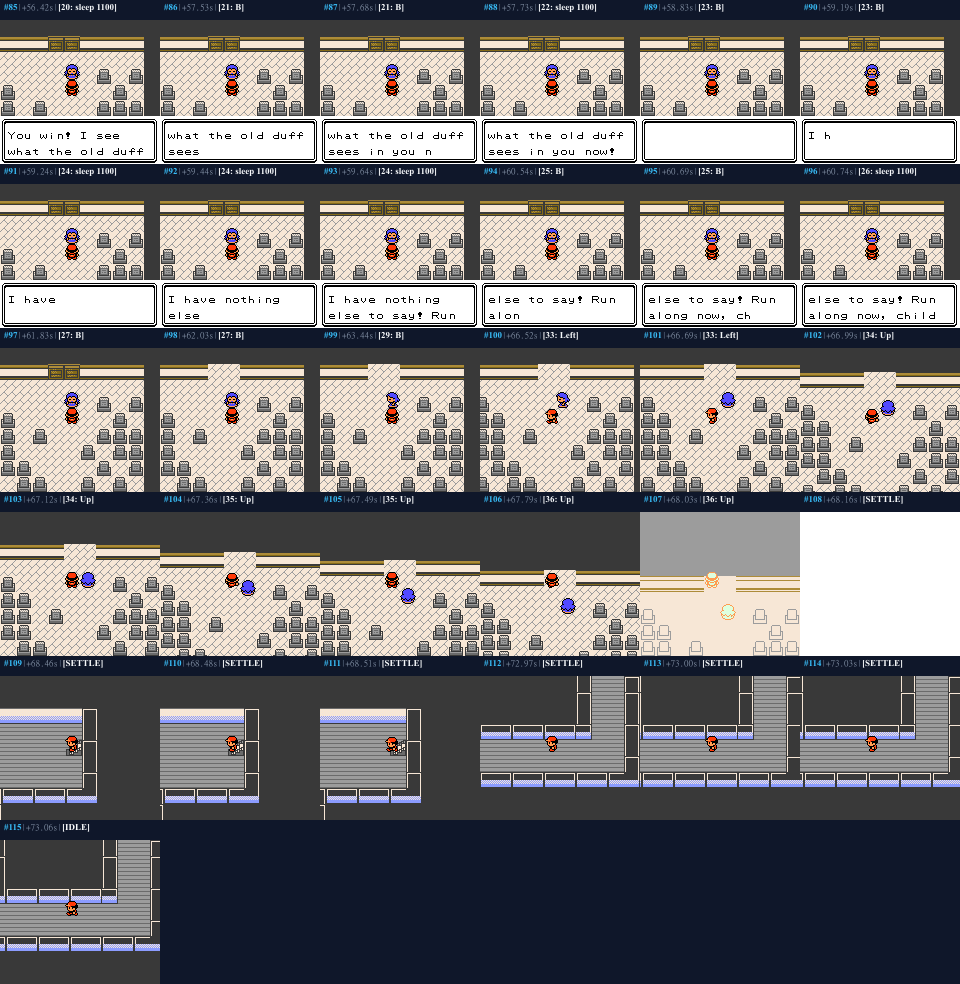 #85|+56.42s| [20: sleep 1100]
#86|+57.53s| [21: B]
#87|+57.68s| [21: B]
#88|+57.73s| [22: sleep 1100]
#89|+58.83s| [23: B]
#90|+59.19s| [23: B]
You win! I see
what the old duff
what the old duff
sees
what the old duff
sees in you n
what the old duff
sees in you now!
I h
#91|+59.24s| [24: sleep 1100]
#92|+59.44s| [24: sleep 1100]
#93|+59.64s| [24: sleep 1100]
#94|+60.54s| [25: B]
#95|+60.69s| [25: B]
#96|+60.74s| [26: sleep 1100]
I have
I have nothing
else
I have nothing
else to say! Run
else to say! Run
alon
else to say! Run
along now, ch
else to say! Run
along now, child
#97|+61.83s| [27: B]
#98|+62.03s| [27: B]
#99|+63.44s| [29: B]
#100|+66.52s| [33: Left]
#101|+66.69s| [33: Left]
#102|+66.99s| [34: Up]
#103|+67.12s| [34: Up]
#104|+67.36s| [35: Up]
#105|+67.49s| [35: Up]
#106|+67.79s| [36: Up]
#107|+68.03s| [36: Up]
#108|+68.16s| [SETTLE]
#109|+68.46s| [SETTLE]
#110|+68.48s| [SETTLE]
#111|+68.51s| [SETTLE]
#112|+72.97s| [SETTLE]
#113|+73.00s| [SETTLE]
#114|+73.03s| [SETTLE]
#115|+73.06s| [IDLE]